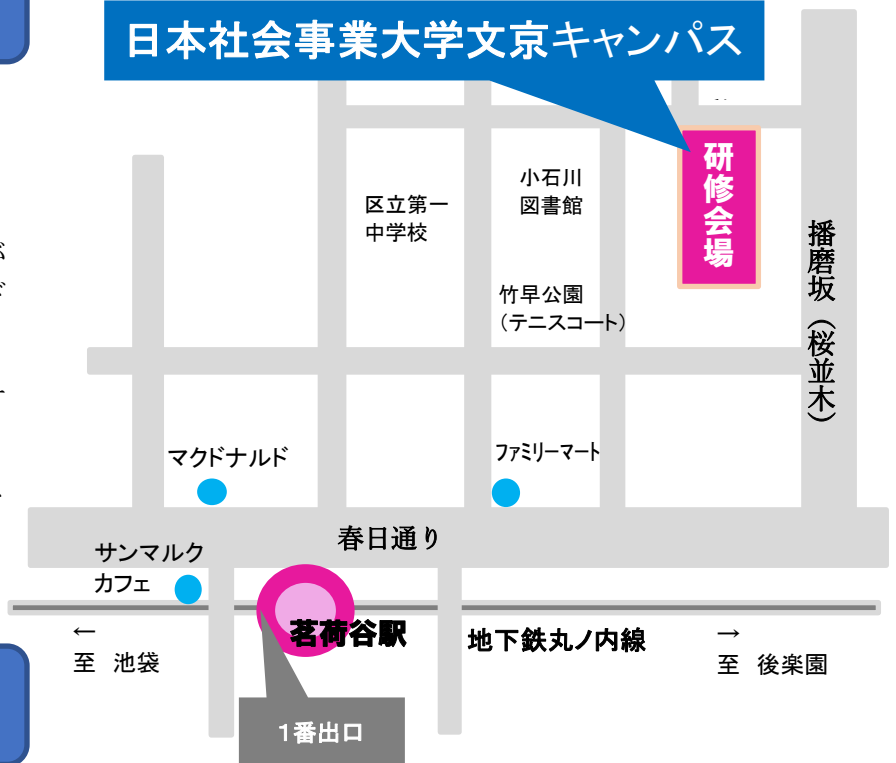 日本社会事業大学文京キャンパス
研修会場
小石川
図書館
区立第一
中学校
播磨坂（桜並木）
竹早公園
（テニスコート）
マクドナルド
ファミリーマート
春日通り
サンマルク
カフェ
茗荷谷駅
地下鉄丸ノ内線
←
至　池袋
→
至　後楽園
1番出口